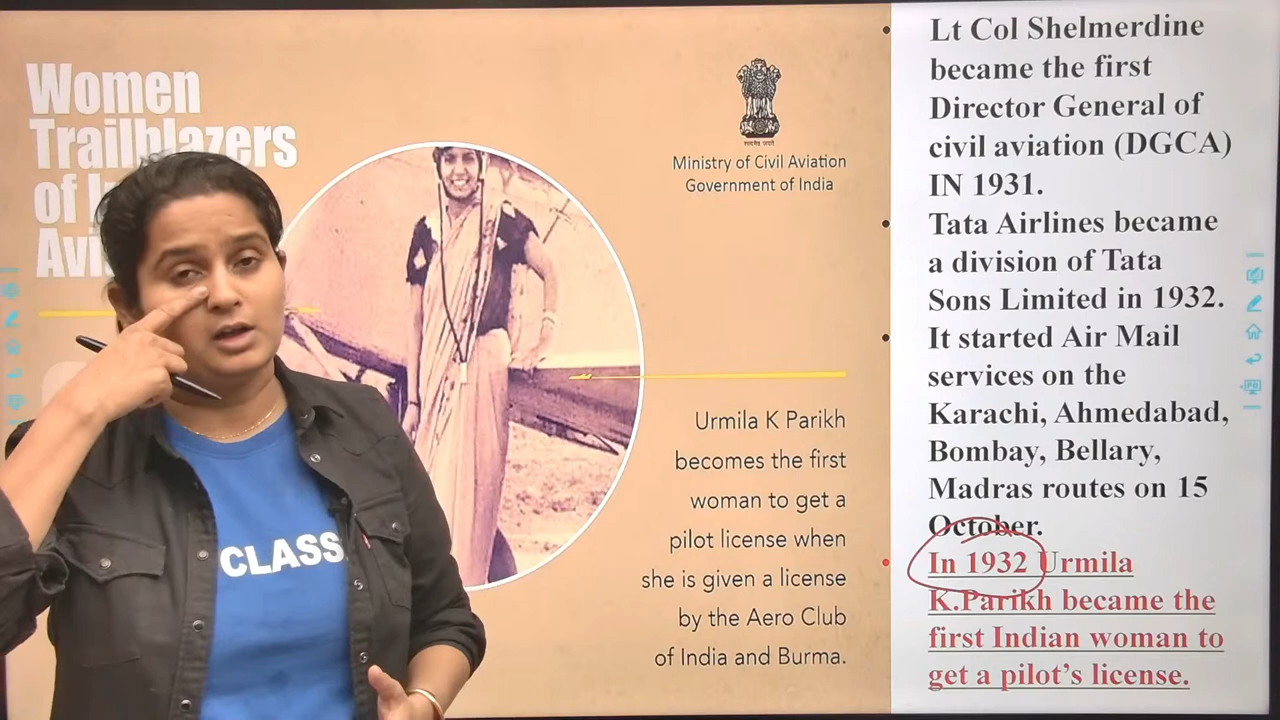 Women
Trailblazers
of
Ministry of Civil Aviation
Government of India
सत्यमेव जयते
Urmila K Parikh
becomes the first
woman to get a
pilot license when
she is given a license
by the Aero Club
of India and Burma.
Lt Col Shelmerdine
became the first
Director General of
civil aviation (DGCA)
IN 1931.
Tata Airlines became
a division of Tata
Sons Limited in 1932.
It started Air Mail
services on the
Karachi, Ahmedabad,
Bombay, Bellary,
Madras routes on 15
October.
In 1932 Urmila
K.Parikh became the
first Indian woman to
get a pilot’s license.
CLASS